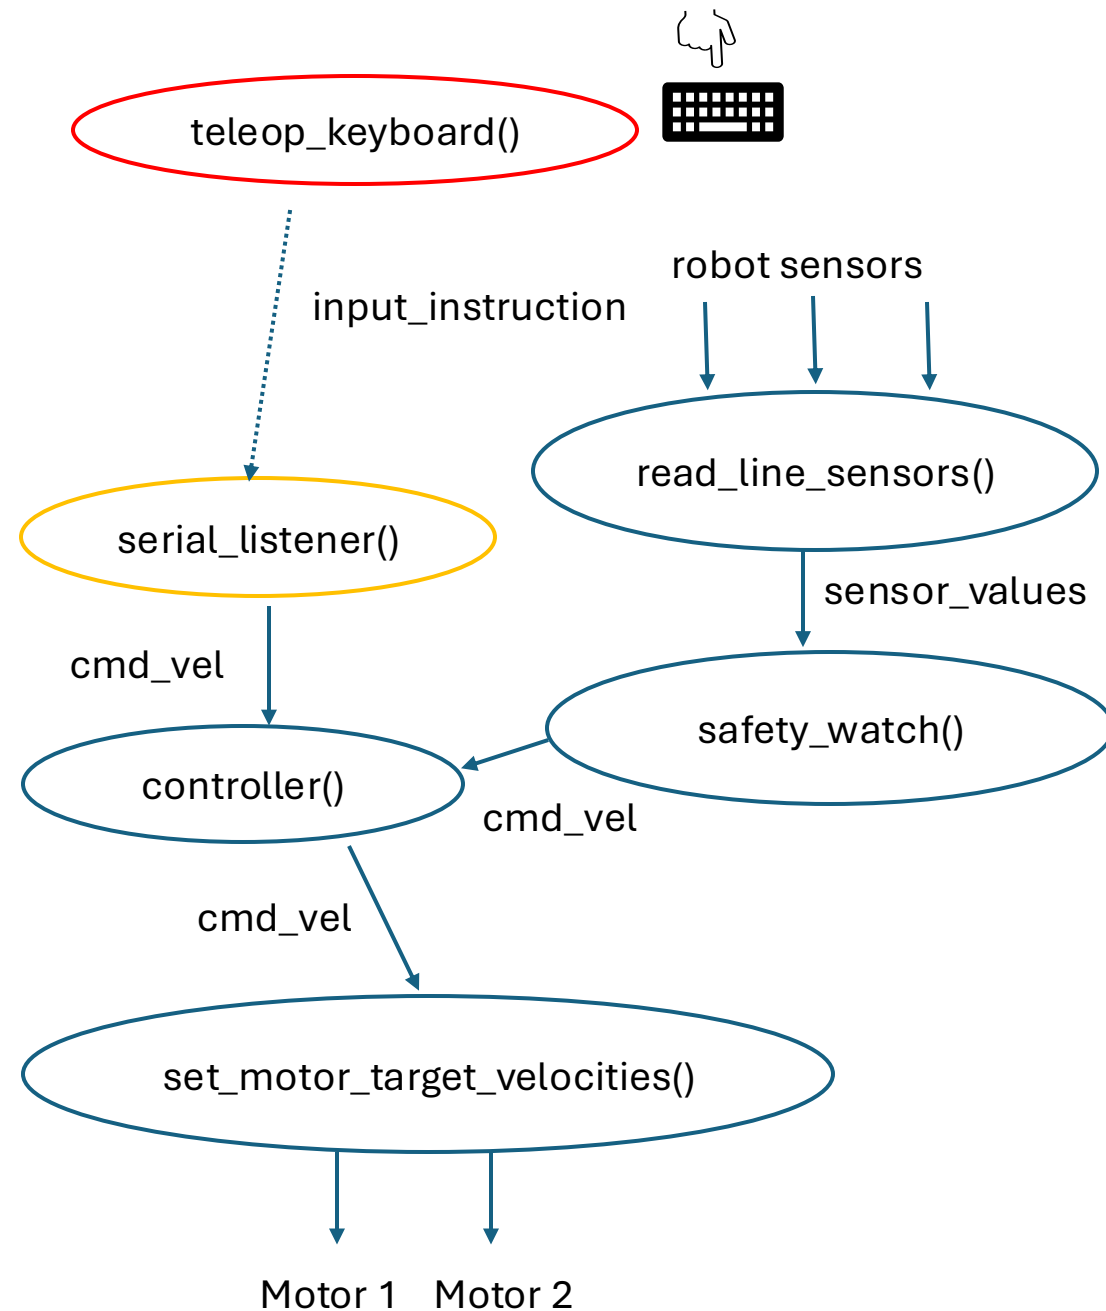 teleop_keyboard()
robot sensors
input_instruction
read_line_sensors()
serial_listener()
sensor_values
cmd_vel
safety_watch()
controller()
cmd_vel
cmd_vel
set_motor_target_velocities()
Motor 1
Motor 2